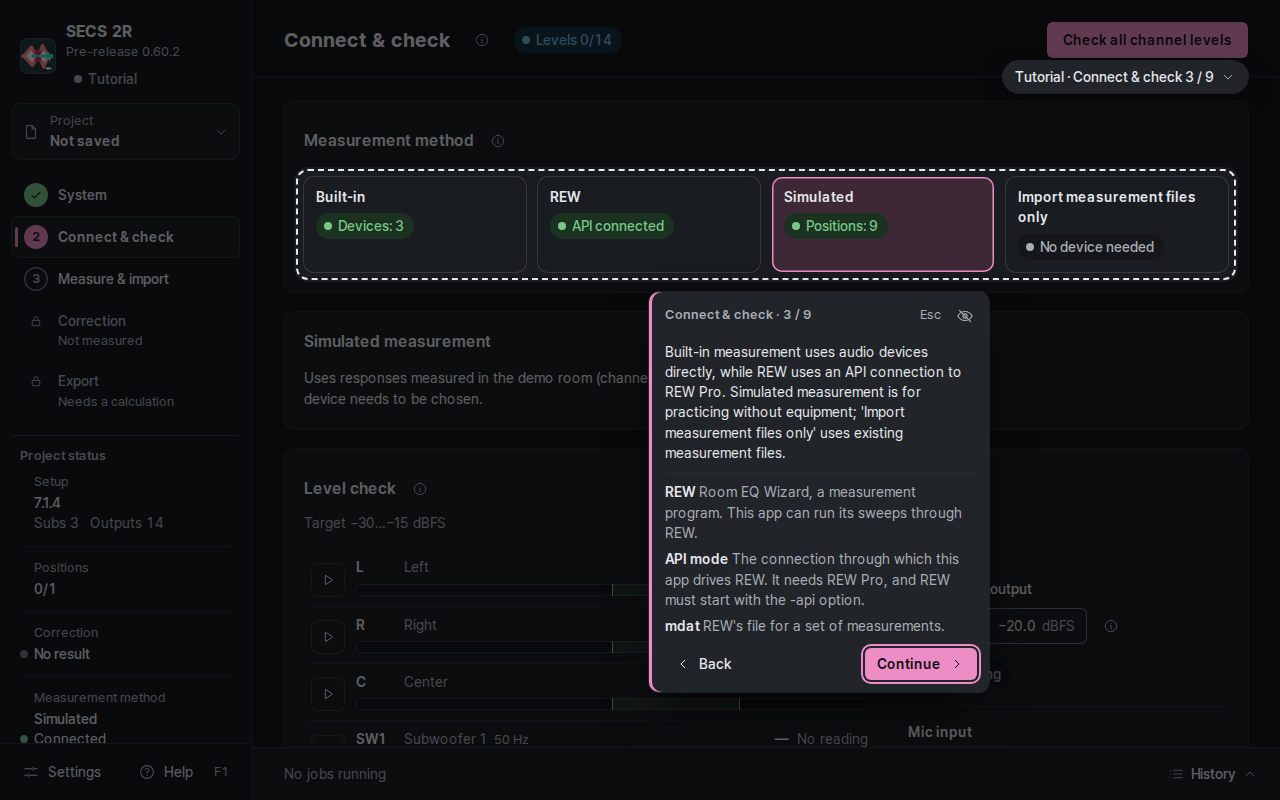 SECS 2R
Pre-release 0.60.2
Tutorial
Project
Not saved
System
2 Connect & check
3 Measure & import
Correction
Not measured
Export
Needs a calculation
Project status
Setup
7.1.4
Subs 3 Outputs 14
Positions
0/1
Correction
No result
Measurement method
Simulated
Connected
Settings
Help F1
Connect & check
Levels 0/14
Check all channel levels
Tutorial · Connect & check 3 / 9
Measurement method
Built-in
Devices: 3
REW
API connected
Simulated
Positions: 9
Import measurement files
only
No device needed
Simulated measurement
Uses responses measured in the demo room (channe
device needs to be chosen.
Level check
Target −30…−15 dBFS
L Left
R Right
C Center
SW1 Subwoofer 1 50 Hz — No reading
Connect & check · 3 / 9 Esc
Built-in measurement uses audio devices
directly, while REW uses an API connection to
REW Pro. Simulated measurement is for
practicing without equipment; 'Import
measurement files only' uses existing
measurement files.
REW Room EQ Wizard, a measurement
program. This app can run its sweeps through
REW.
API mode The connection through which this
app drives REW. It needs REW Pro, and REW
must start with the -api option.
mdat REW's file for a set of measurements.
Back
Continue
output
−20.0 dBFS
ng
Mic input
No jobs running
History